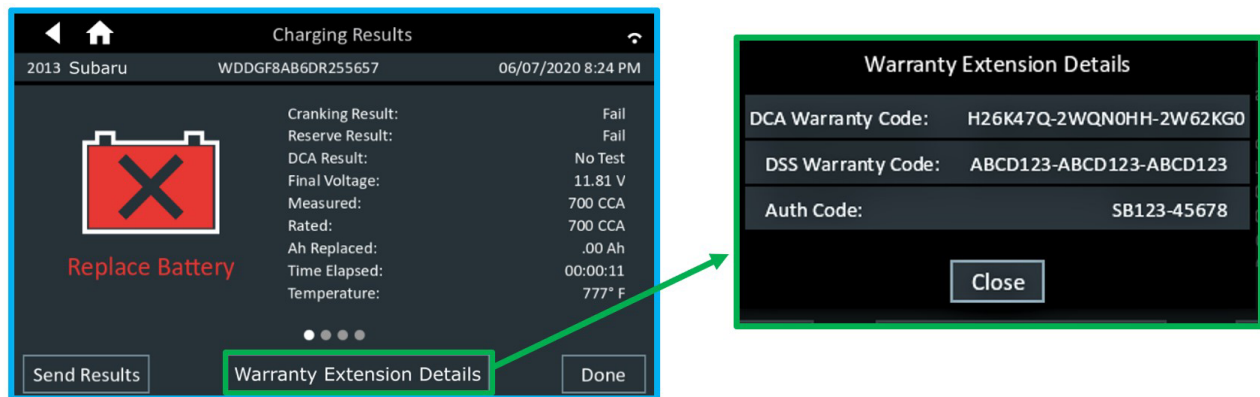 Charging Results
2013 Subaru WDDGF8AB6DR255657 06/07/2020 8:24 PM
Replace Battery
Cranking Result: Fail
Reserve Result: Fail
DCA Result: No Test
Final Voltage: 11.81 V
Measured: 700 CCA
Rated: 700 CCA
Ah Replaced: .00 Ah
Time Elapsed: 00:00:11
Temperature: 777° F
Send Results Warranty Extension Details Done
Warranty Extension Details
DCA Warranty Code: H26K47Q-2WQN0HH-2W62KG0
DSS Warranty Code: ABCD123-ABCD123-ABCD123
Auth Code: SB123-45678
Close